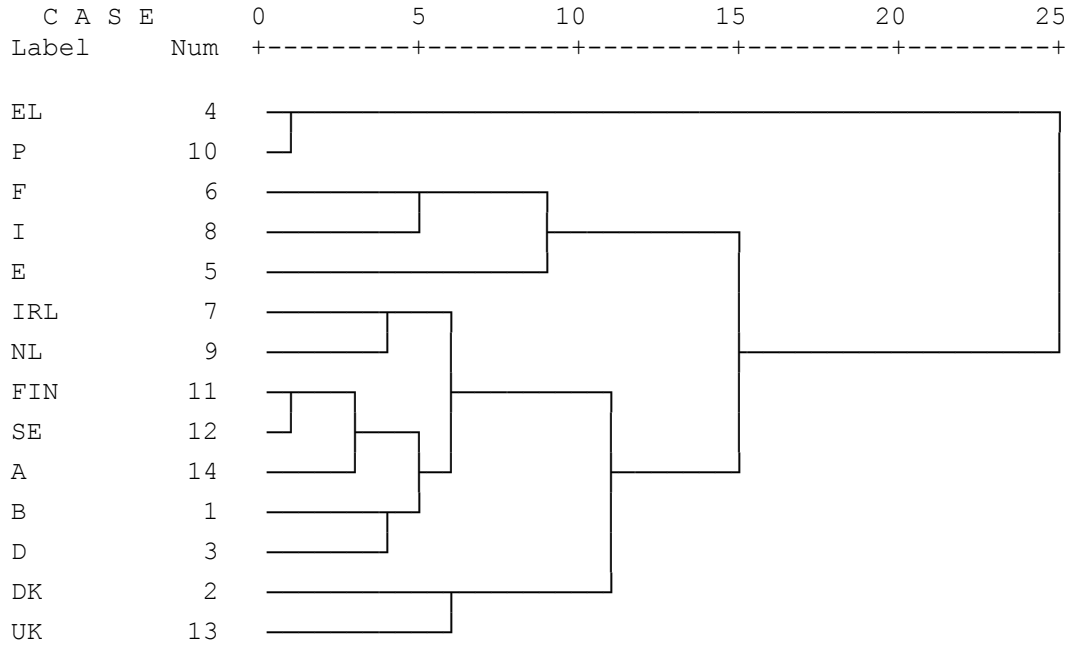 C A S E 0 5 10 15 20 25
Label Num +---------+---------+---------+---------+---------+
EL 4
P 10
F 6
I 8
E 5
IRL 7
NL 9
FIN 11
SE 12
A 14
B 1
D 3
DK 2
UK 13